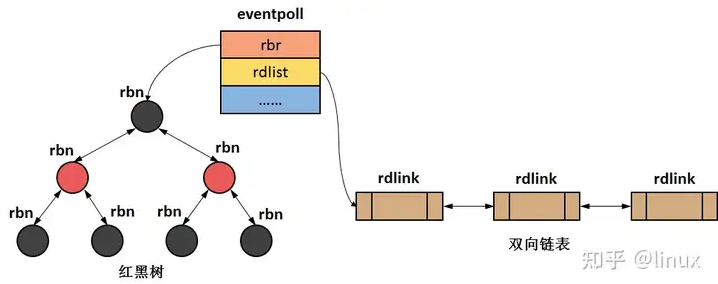 eventpoll
rbr
rdlist
......
rbn
rbn
rbn
rbn
rbn
rbn
rbn
红黑树
rdlink
rdlink
rdlink
双向链表
知乎 @linux